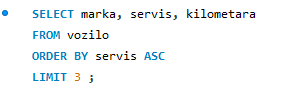 SELECT marka, servis, kilometara
FROM vozilo
ORDER BY servis ASC
LIMIT 3 ;